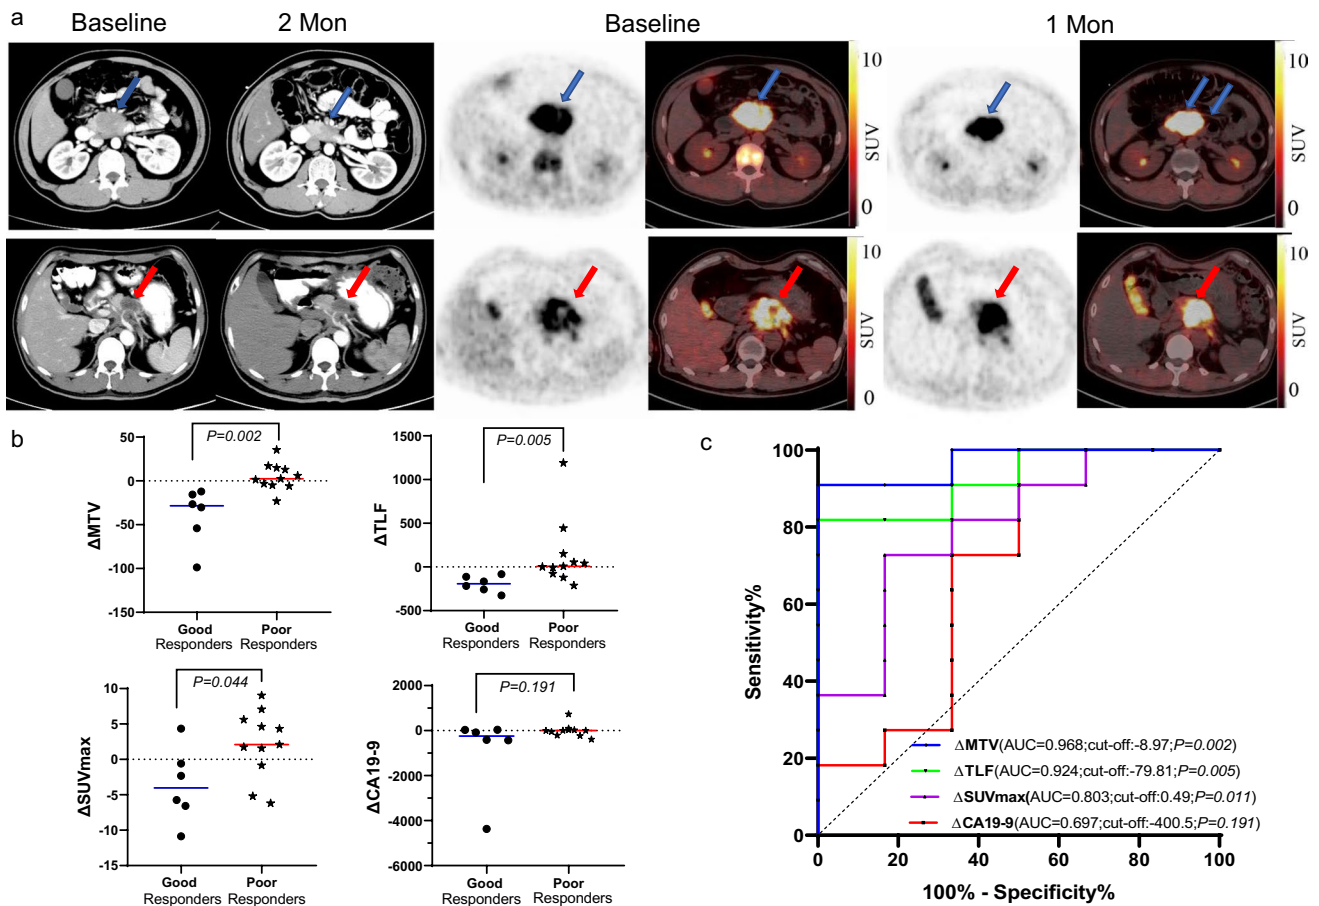 a
Baseline
2 Mon
Baseline
1 Mon
10
SUV
0
10
SUV
0
10
SUV
0
10
SUV
0
b
P=0.002
50
0
-50
-100
-150
ΔMTV
Good
Responders
Poor
Responders
P=0.005
1500
1000
500
0
-500
ΔTLF
Good
Responders
Poor
Responders
P=0.044
10
5
0
-5
-10
-15
ΔSUVmax
Good
Responders
Poor
Responders
P=0.191
2000
0
-2000
-4000
-6000
ΔCA19-9
Good
Responders
Poor
Responders
c
100
80
60
40
20
0
Sensitivity%
ΔMTV(AUC=0.968;cut-off:-8.97;P=0.002)
ΔTLF(AUC=0.924;cut-off:-79.81;P=0.005)
ΔSUVmax(AUC=0.803;cut-off:0.49;P=0.011)
ΔCA19-9(AUC=0.697;cut-off:-400.5;P=0.191)
0
20
40
60
80
100
100% - Specificity%